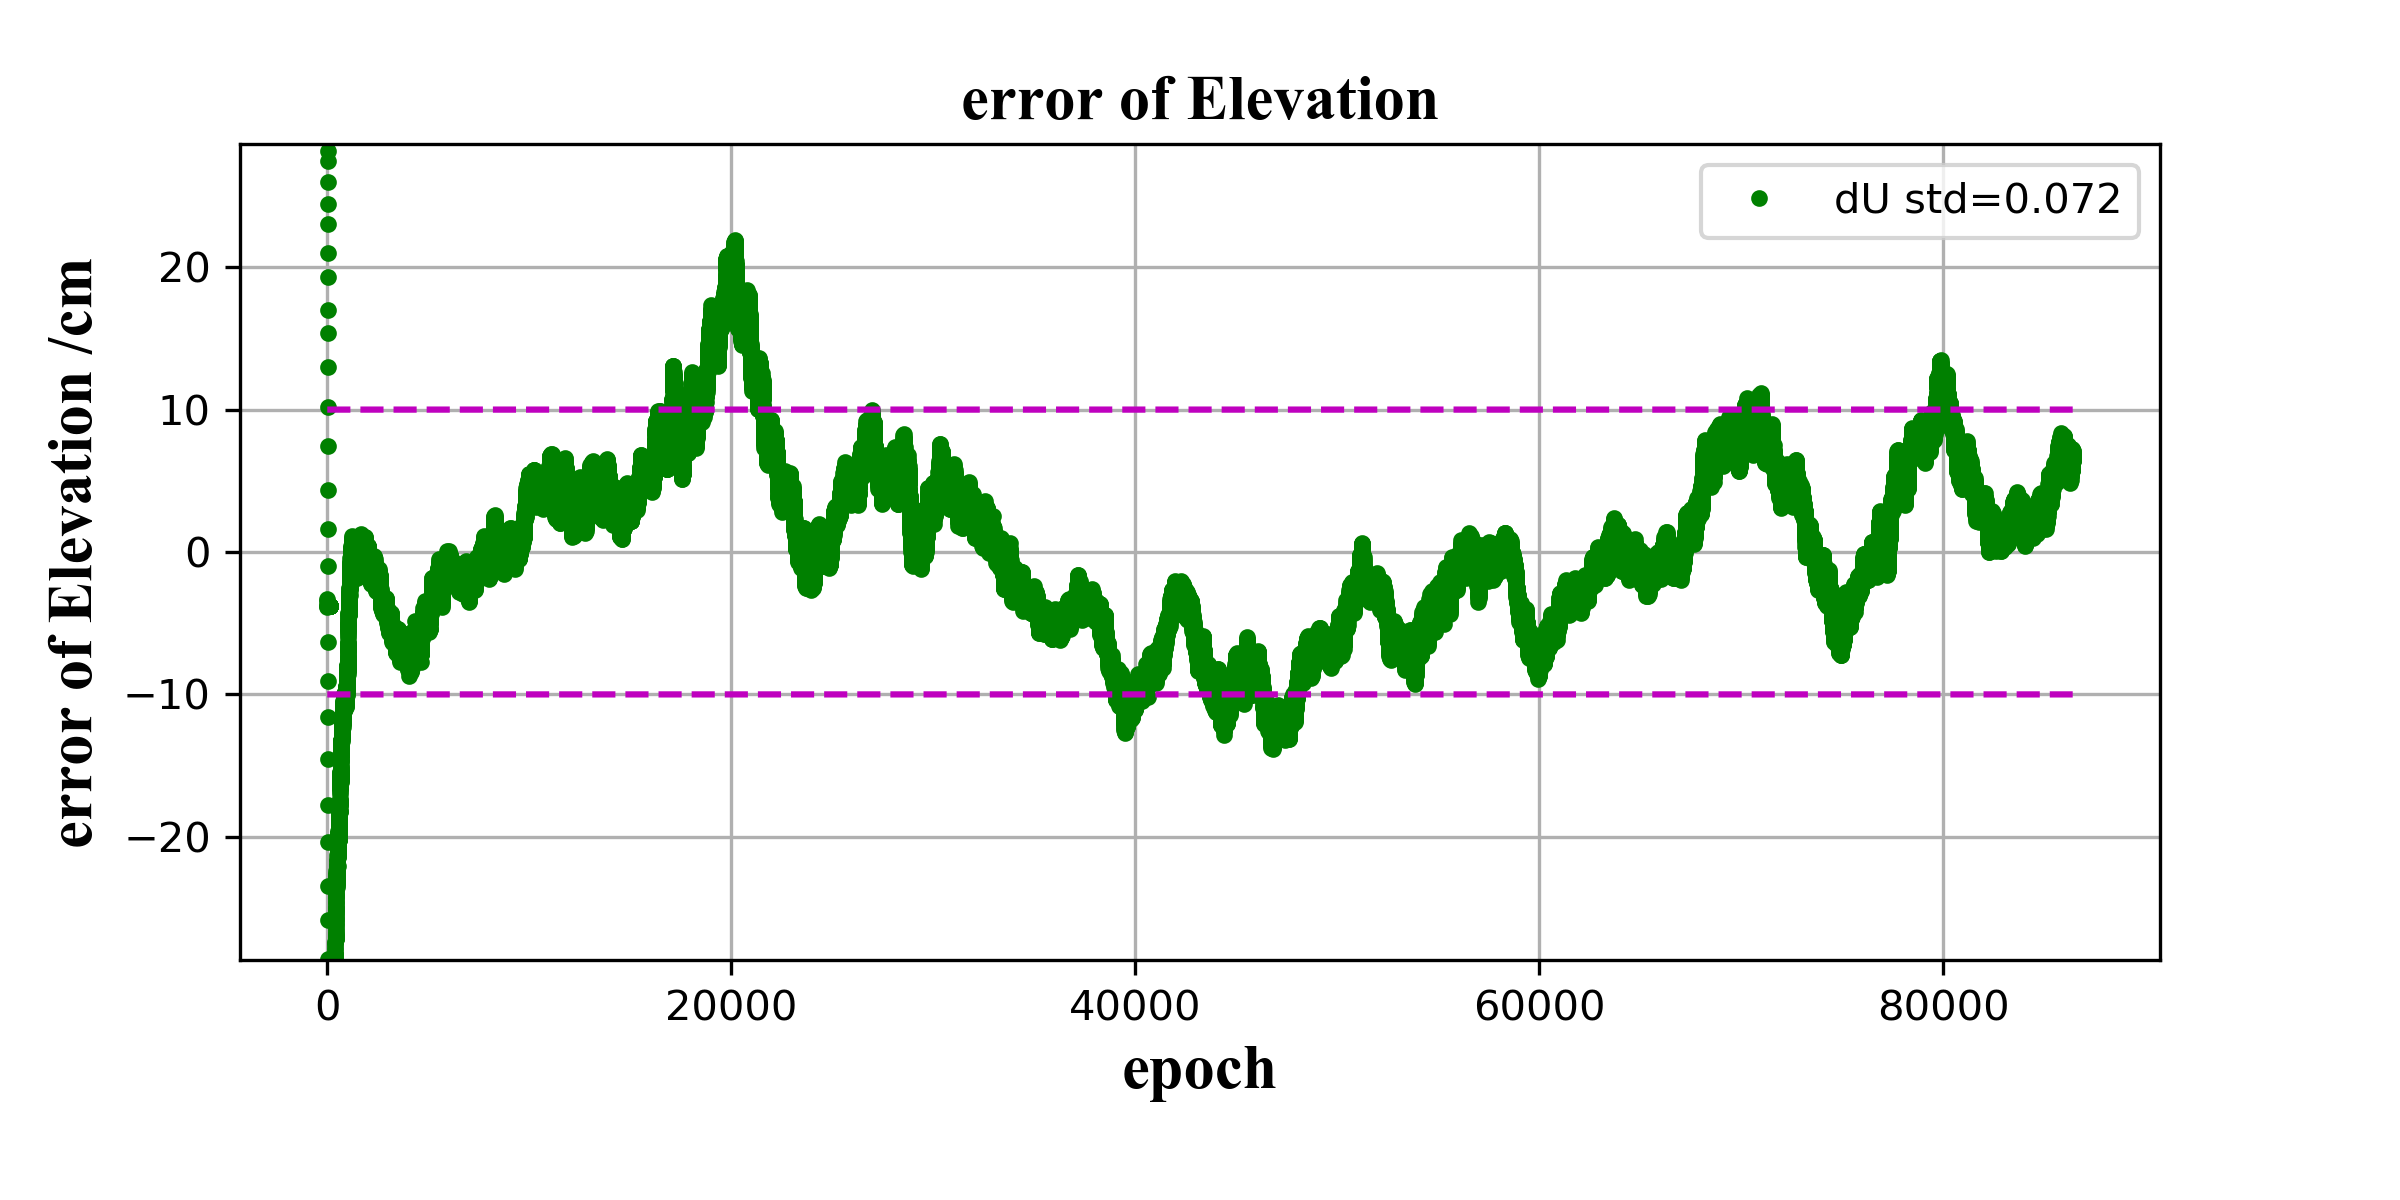 error of Elevation
dU std=0.072
error of Elevation /cm
20
10
0
−10
−20
0 20000 40000 60000 80000
epoch